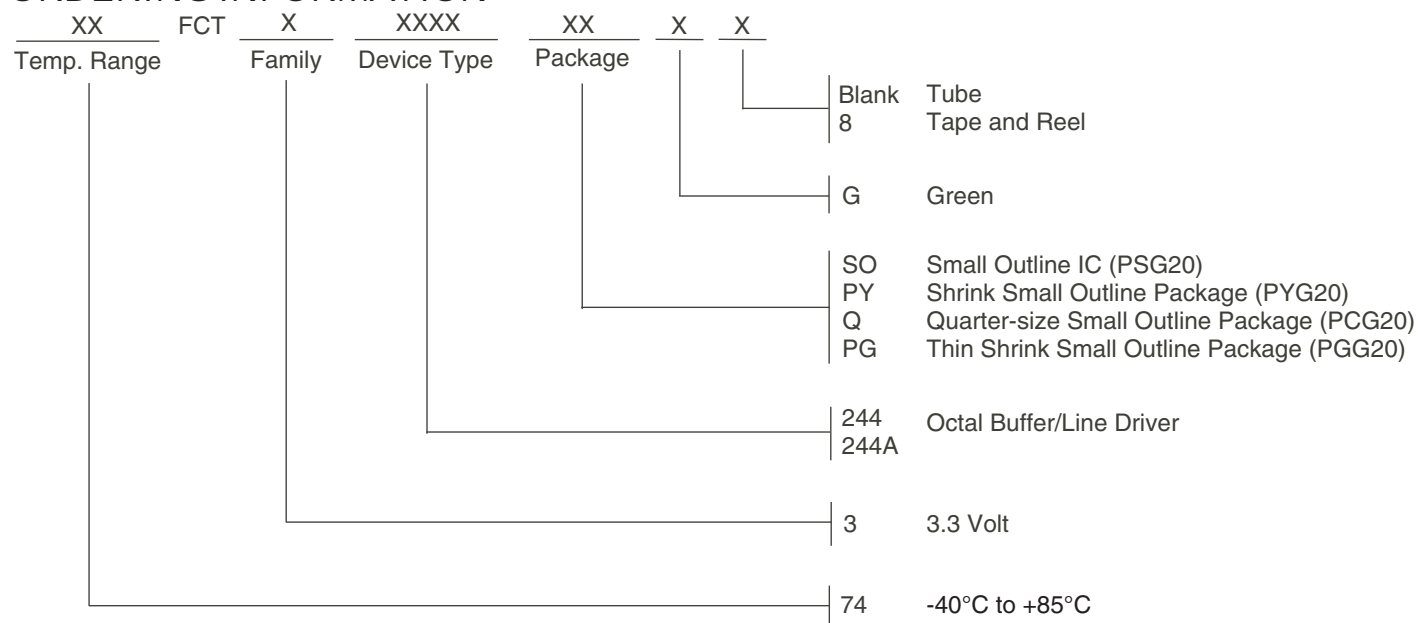 XX FCT X XXXX XX X X
Temp. Range Family Device Type Package
Blank Tube
8 Tape and Reel
G Green
SO Small Outline IC (PSG20)
PY Shrink Small Outline Package (PYG20)
Q Quarter-size Small Outline Package (PCG20)
PG Thin Shrink Small Outline Package (PGG20)
244 Octal Buffer/Line Driver
244A
3 3.3 Volt
74 -40°C to +85°C